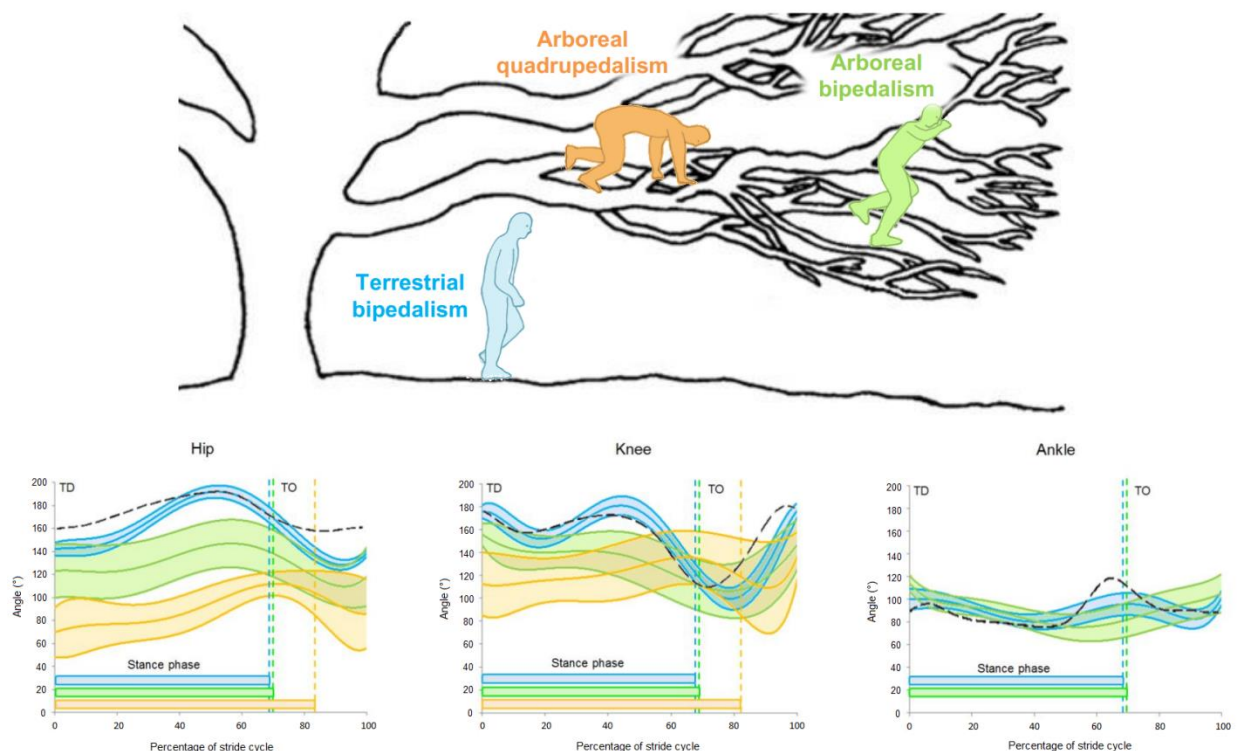 Arboreal
quadrupedalism
Arboreal
bipedalism
Terrestrial
bipedalism
Hip
Knee
Ankle
200
180
160
140
120
100
80
60
40
20
0
Angle (°)
TD
TO
Stance phase
0
20
40
60
80
100
Percentage of stride cycle
200
180
160
140
120
100
80
60
40
20
0
Angle (°)
TD
TO
Stance phase
0
20
40
60
80
100
Percentage of stride cycle
200
180
160
140
120
100
80
60
40
20
0
Angle (°)
TD
TO
Stance phase
0
20
40
60
80
100
Percentage of stride cycle